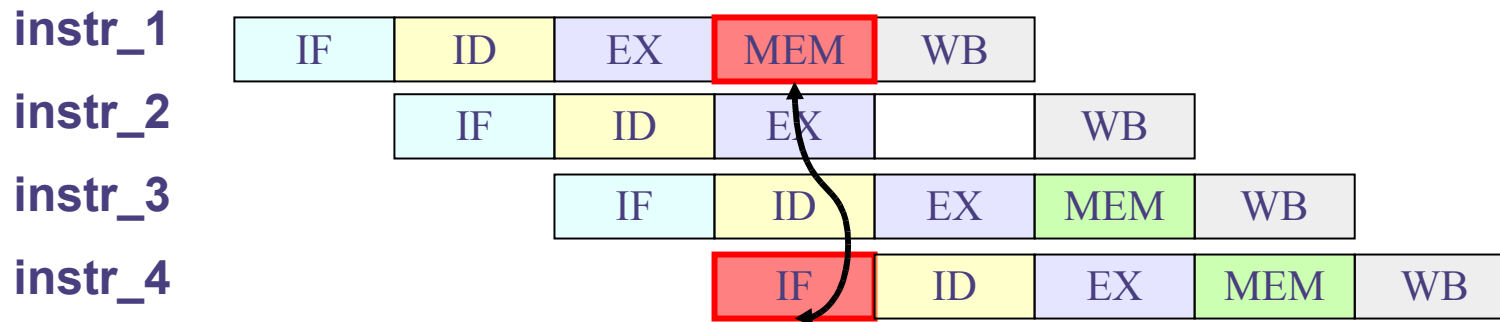 instr_1 IF ID EX MEM WB
instr_2 IF ID EX WB
instr_3 IF ID EX MEM WB
instr_4 IF ID EX MEM WB